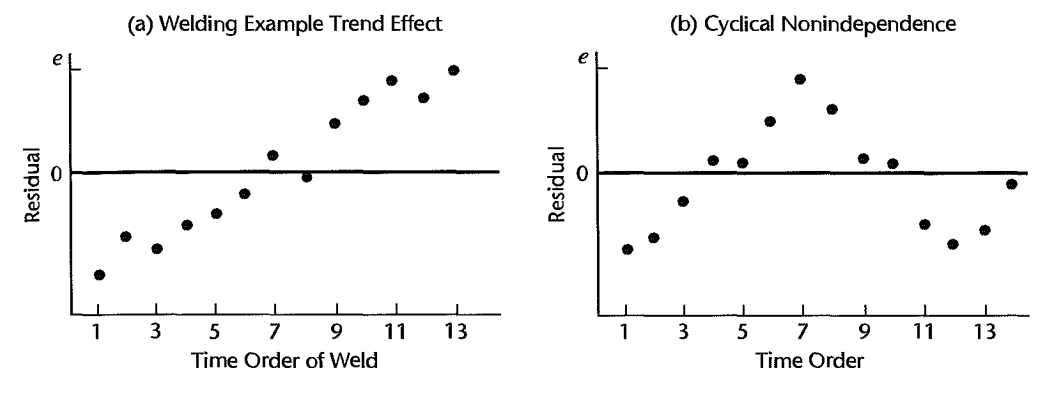 (a) Welding Example Trend Effect
e
0
Residual
1 3 5 7 9 11 13
Time Order of Weld
(b) Cyclical Nonindependence
e
0
Residual
1 3 5 7 9 11 13
Time Order